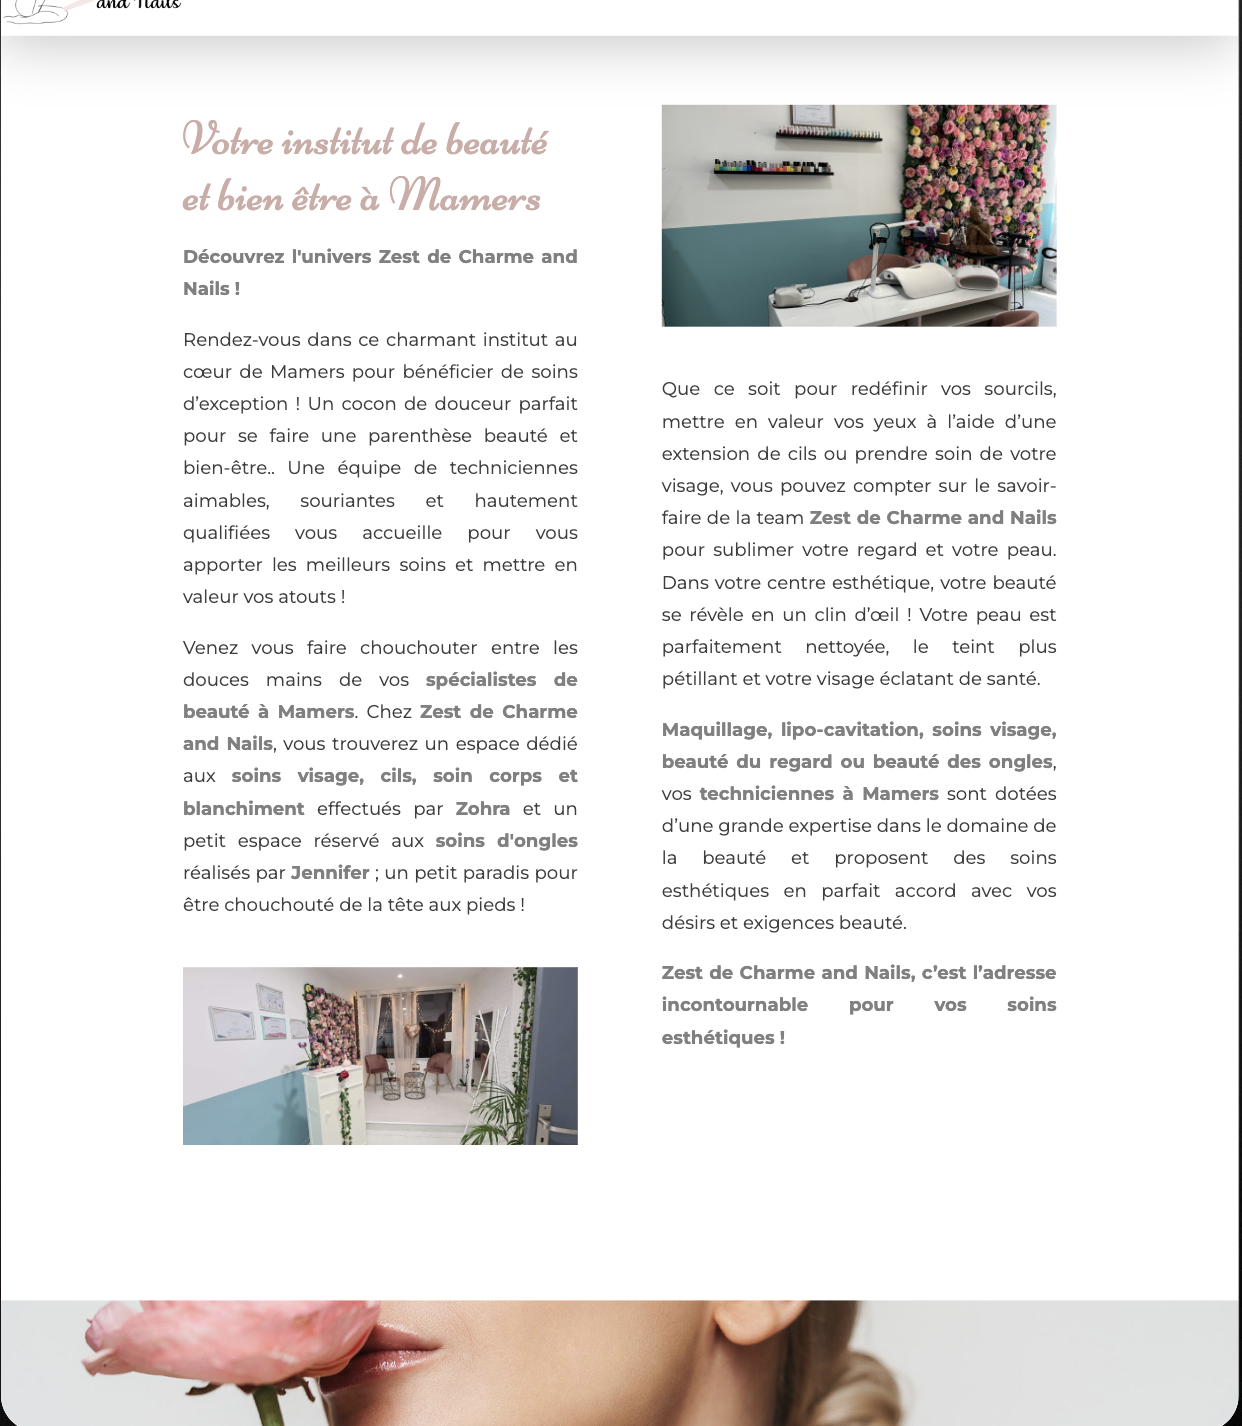 and Nails
Votre institut de beauté
et bien être à Mamers
Découvrez l'univers Zest de Charme and
Nails !
Rendez-vous dans ce charmant institut au
cœur de Mamers pour bénéficier de soins
d’exception ! Un cocon de douceur parfait
pour se faire une parenthèse beauté et
bien-être.. Une équipe de techniciennes
aimables, souriantes et hautement
qualifiées vous accueille pour vous
apporter les meilleurs soins et mettre en
valeur vos atouts !
Venez vous faire chouchouter entre les
douces mains de vos spécialistes de
beauté à Mamers. Chez Zest de Charme
and Nails, vous trouverez un espace dédié
aux soins visage, cils, soin corps et
blanchiment effectués par Zohra et un
petit espace réservé aux soins d'ongles
réalisés par Jennifer ; un petit paradis pour
être chouchouté de la tête aux pieds !
Que ce soit pour redéfinir vos sourcils,
mettre en valeur vos yeux à l’aide d’une
extension de cils ou prendre soin de votre
visage, vous pouvez compter sur le savoir-
faire de la team Zest de Charme and Nails
pour sublimer votre regard et votre peau.
Dans votre centre esthétique, votre beauté
se révèle en un clin d’œil ! Votre peau est
parfaitement nettoyée, le teint plus
pétillant et votre visage éclatant de santé.
Maquillage, lipo-cavitation, soins visage,
beauté du regard ou beauté des ongles,
vos techniciennes à Mamers sont dotées
d’une grande expertise dans le domaine de
la beauté et proposent des soins
esthétiques en parfait accord avec vos
désirs et exigences beauté.
Zest de Charme and Nails, c’est l’adresse
incontournable pour vos soins
esthétiques !